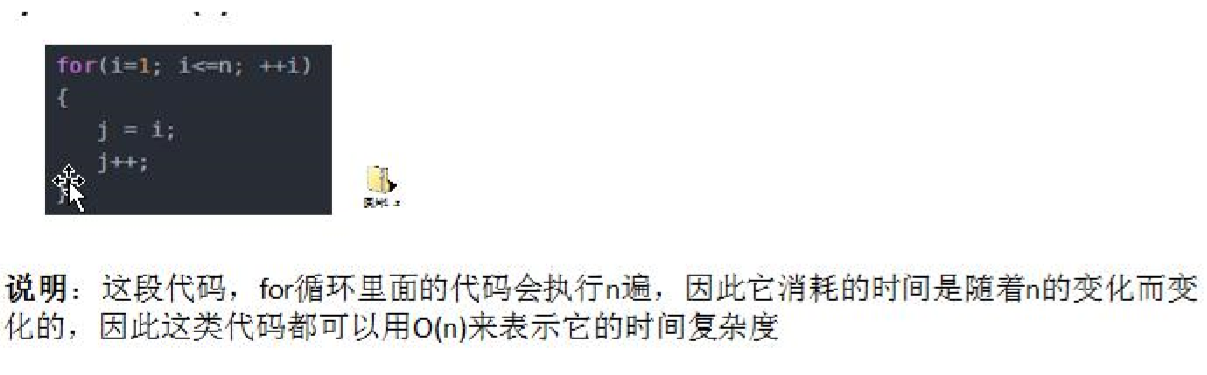 for(i=1; i<=n; ++i)
{
j = i;
j++;
}
说明：这段代码，for循环里面的代码会执行n遍，因此它消耗的时间是随着n的变化而变
化的，因此这类代码都可以用O(n)来表示它的时间复杂度